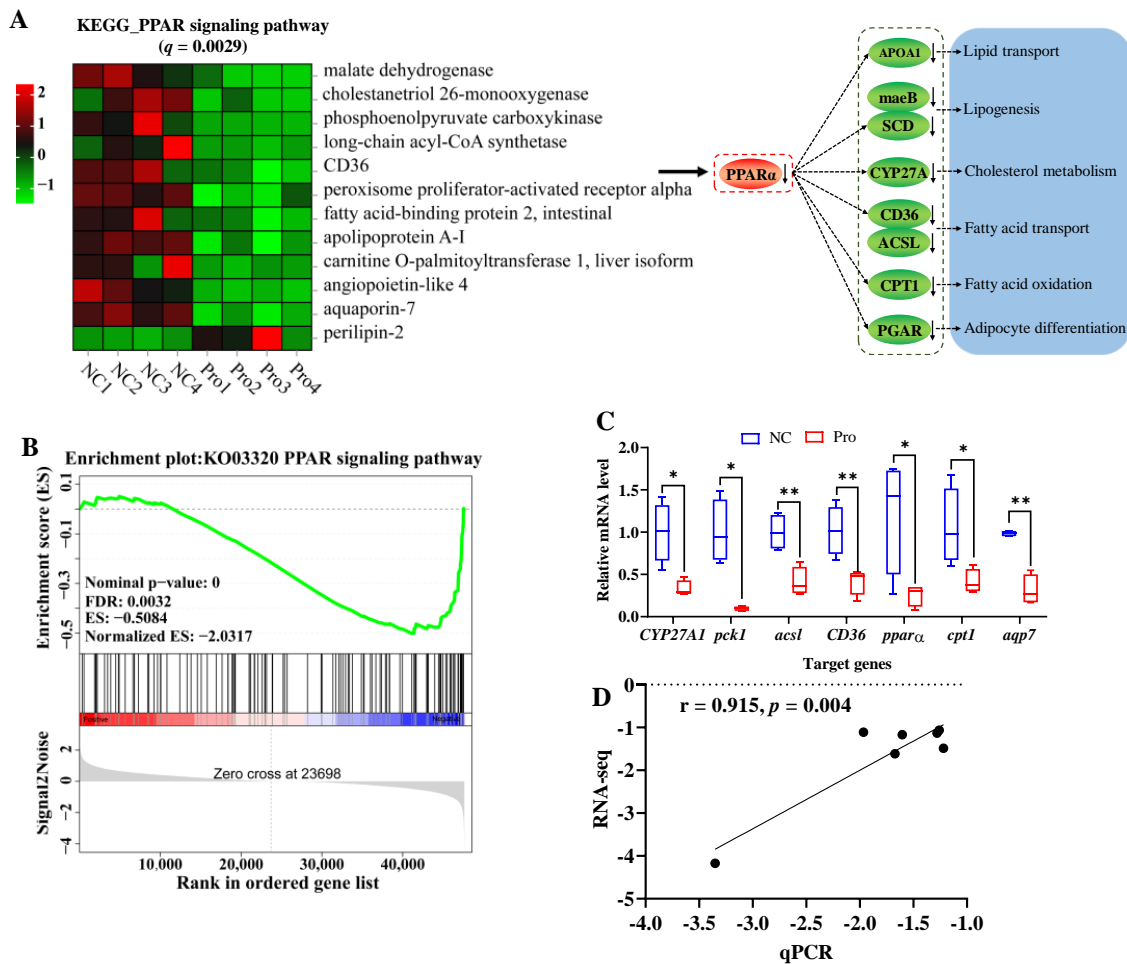 A
KEGG_PPAR signaling pathway
(q = 0.0029)
2
1
0
−1
malate dehydrogenase
cholestanetriol 26-monooxygenase
phosphoenolpyruvate carboxykinase
long-chain acyl-CoA synthetase
CD36
peroxisome proliferator-activated receptor alpha
fatty acid-binding protein 2, intestinal
apolipoprotein A-I
carnitine O-palmitoyltransferase 1, liver isoform
angiopoietin-like 4
aquaporin-7
perilipin-2
NC1 NC2 NC3 NC4 Pro1 Pro2 Pro3 Pro4
PPARα
APOA1
maeB
SCD
CYP27A
CD36
ACSL
CPT1
PGAR
Lipid transport
Lipogenesis
Cholesterol metabolism
Fatty acid transport
Fatty acid oxidation
Adipocyte differentiation
B
Enrichment plot:KO03320 PPAR signaling pathway
Enrichment score (ES)
0.1
−0.1
−0.3
−0.5
Nominal p−value: 0
FDR: 0.0032
ES: −0.5084
Normalized ES: −2.0317
Positive
Negative
Signal2Noise
2
0
−2
−4
Zero cross at 23698
10,000 20,000 30,000 40,000
Rank in ordered gene list
C
NC Pro
Relative mRNA level
2.0
1.5
1.0
0.5
0.0
* * ** ** * * **
CYP27A1 pck1 acsl CD36 pparα cpt1 aqp7
Target genes
D
r = 0.915, p = 0.004
RNA-seq
0
-1
-2
-3
-4
-5
-4.0 -3.5 -3.0 -2.5 -2.0 -1.5 -1.0
qPCR